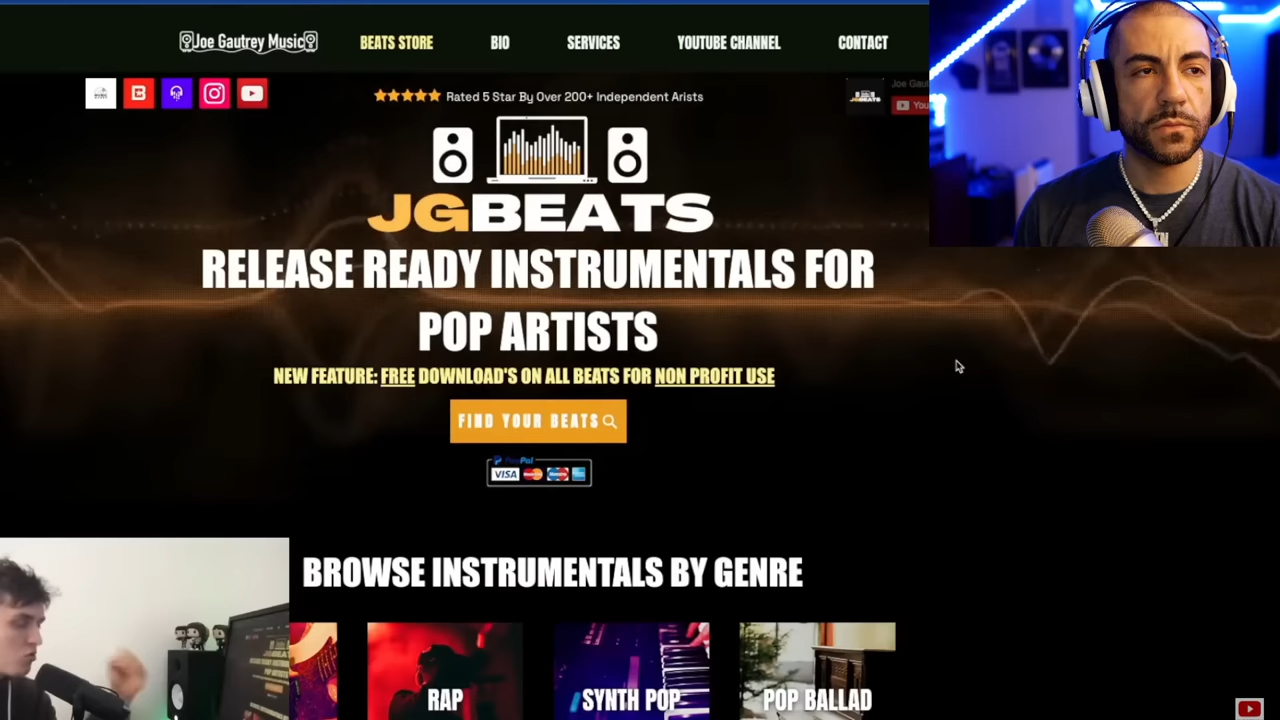 Joe Gautrey Music
BEATS STORE
BIO
SERVICES
YOUTUBE CHANNEL
CONTACT
Rated 5 Star By Over 200+ Independent Arists
JGBEATS
RELEASE READY INSTRUMENTALS FOR
POP ARTISTS
NEW FEATURE: FREE DOWNLOAD'S ON ALL BEATS FOR NON PROFIT USE
FIND YOUR BEATS
PayPal
VISA
BROWSE INSTRUMENTALS BY GENRE
RAP
SYNTH POP
POP BALLAD